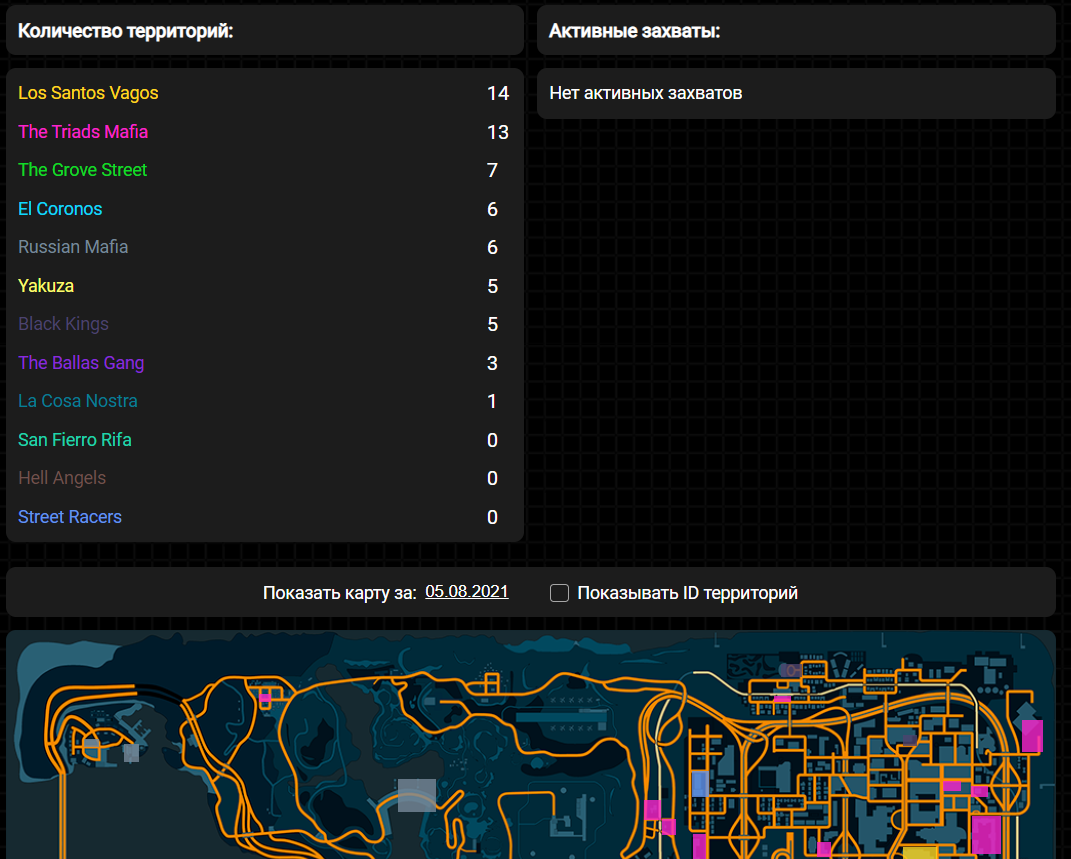 Количество территорий:
Активные захваты:
Los Santos Vagos 14
The Triads Mafia 13
The Grove Street 7
El Coronos 6
Russian Mafia 6
Yakuza 5
Black Kings 5
The Ballas Gang 3
La Cosa Nostra 1
San Fierro Rifa 0
Hell Angels 0
Street Racers 0
Нет активных захватов
Показать карту за: 05.08.2021 Показывать ID территорий